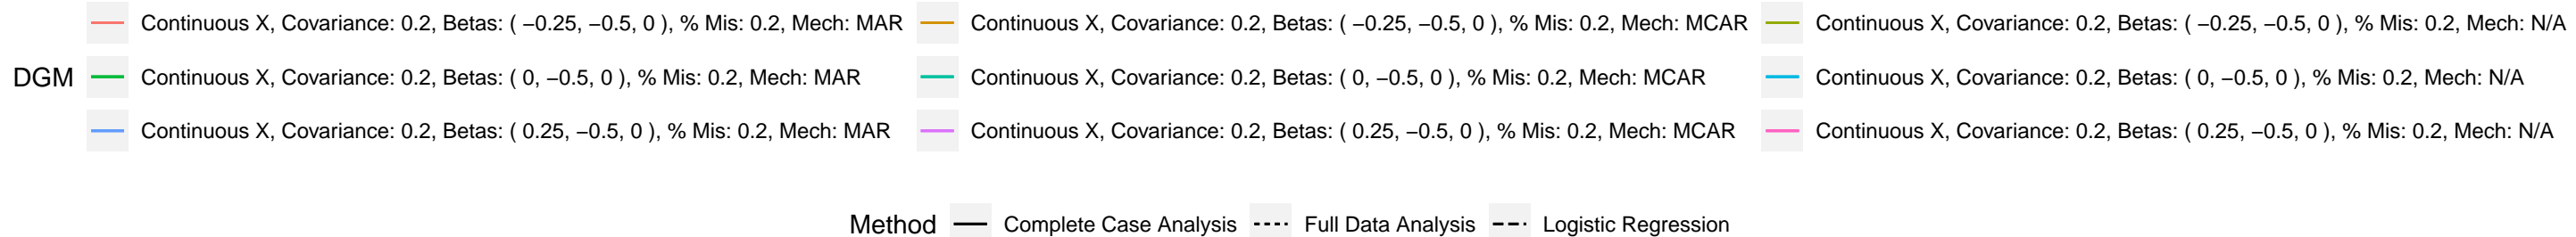 Continuous X, Covariance: 0.2, Betas: ( −0.25, −0.5, 0 ), % Mis: 0.2, Mech: MAR Continuous X, Covariance: 0.2, Betas: ( −0.25, −0.5, 0 ), % Mis: 0.2, Mech: MCAR Continuous X, Covariance: 0.2, Betas: ( −0.25, −0.5, 0 ), % Mis: 0.2, Mech: N/A
DGM Continuous X, Covariance: 0.2, Betas: ( 0, −0.5, 0 ), % Mis: 0.2, Mech: MAR Continuous X, Covariance: 0.2, Betas: ( 0, −0.5, 0 ), % Mis: 0.2, Mech: MCAR Continuous X, Covariance: 0.2, Betas: ( 0, −0.5, 0 ), % Mis: 0.2, Mech: N/A
Continuous X, Covariance: 0.2, Betas: ( 0.25, −0.5, 0 ), % Mis: 0.2, Mech: MAR Continuous X, Covariance: 0.2, Betas: ( 0.25, −0.5, 0 ), % Mis: 0.2, Mech: MCAR Continuous X, Covariance: 0.2, Betas: ( 0.25, −0.5, 0 ), % Mis: 0.2, Mech: N/A
Method Complete Case Analysis Full Data Analysis Logistic Regression